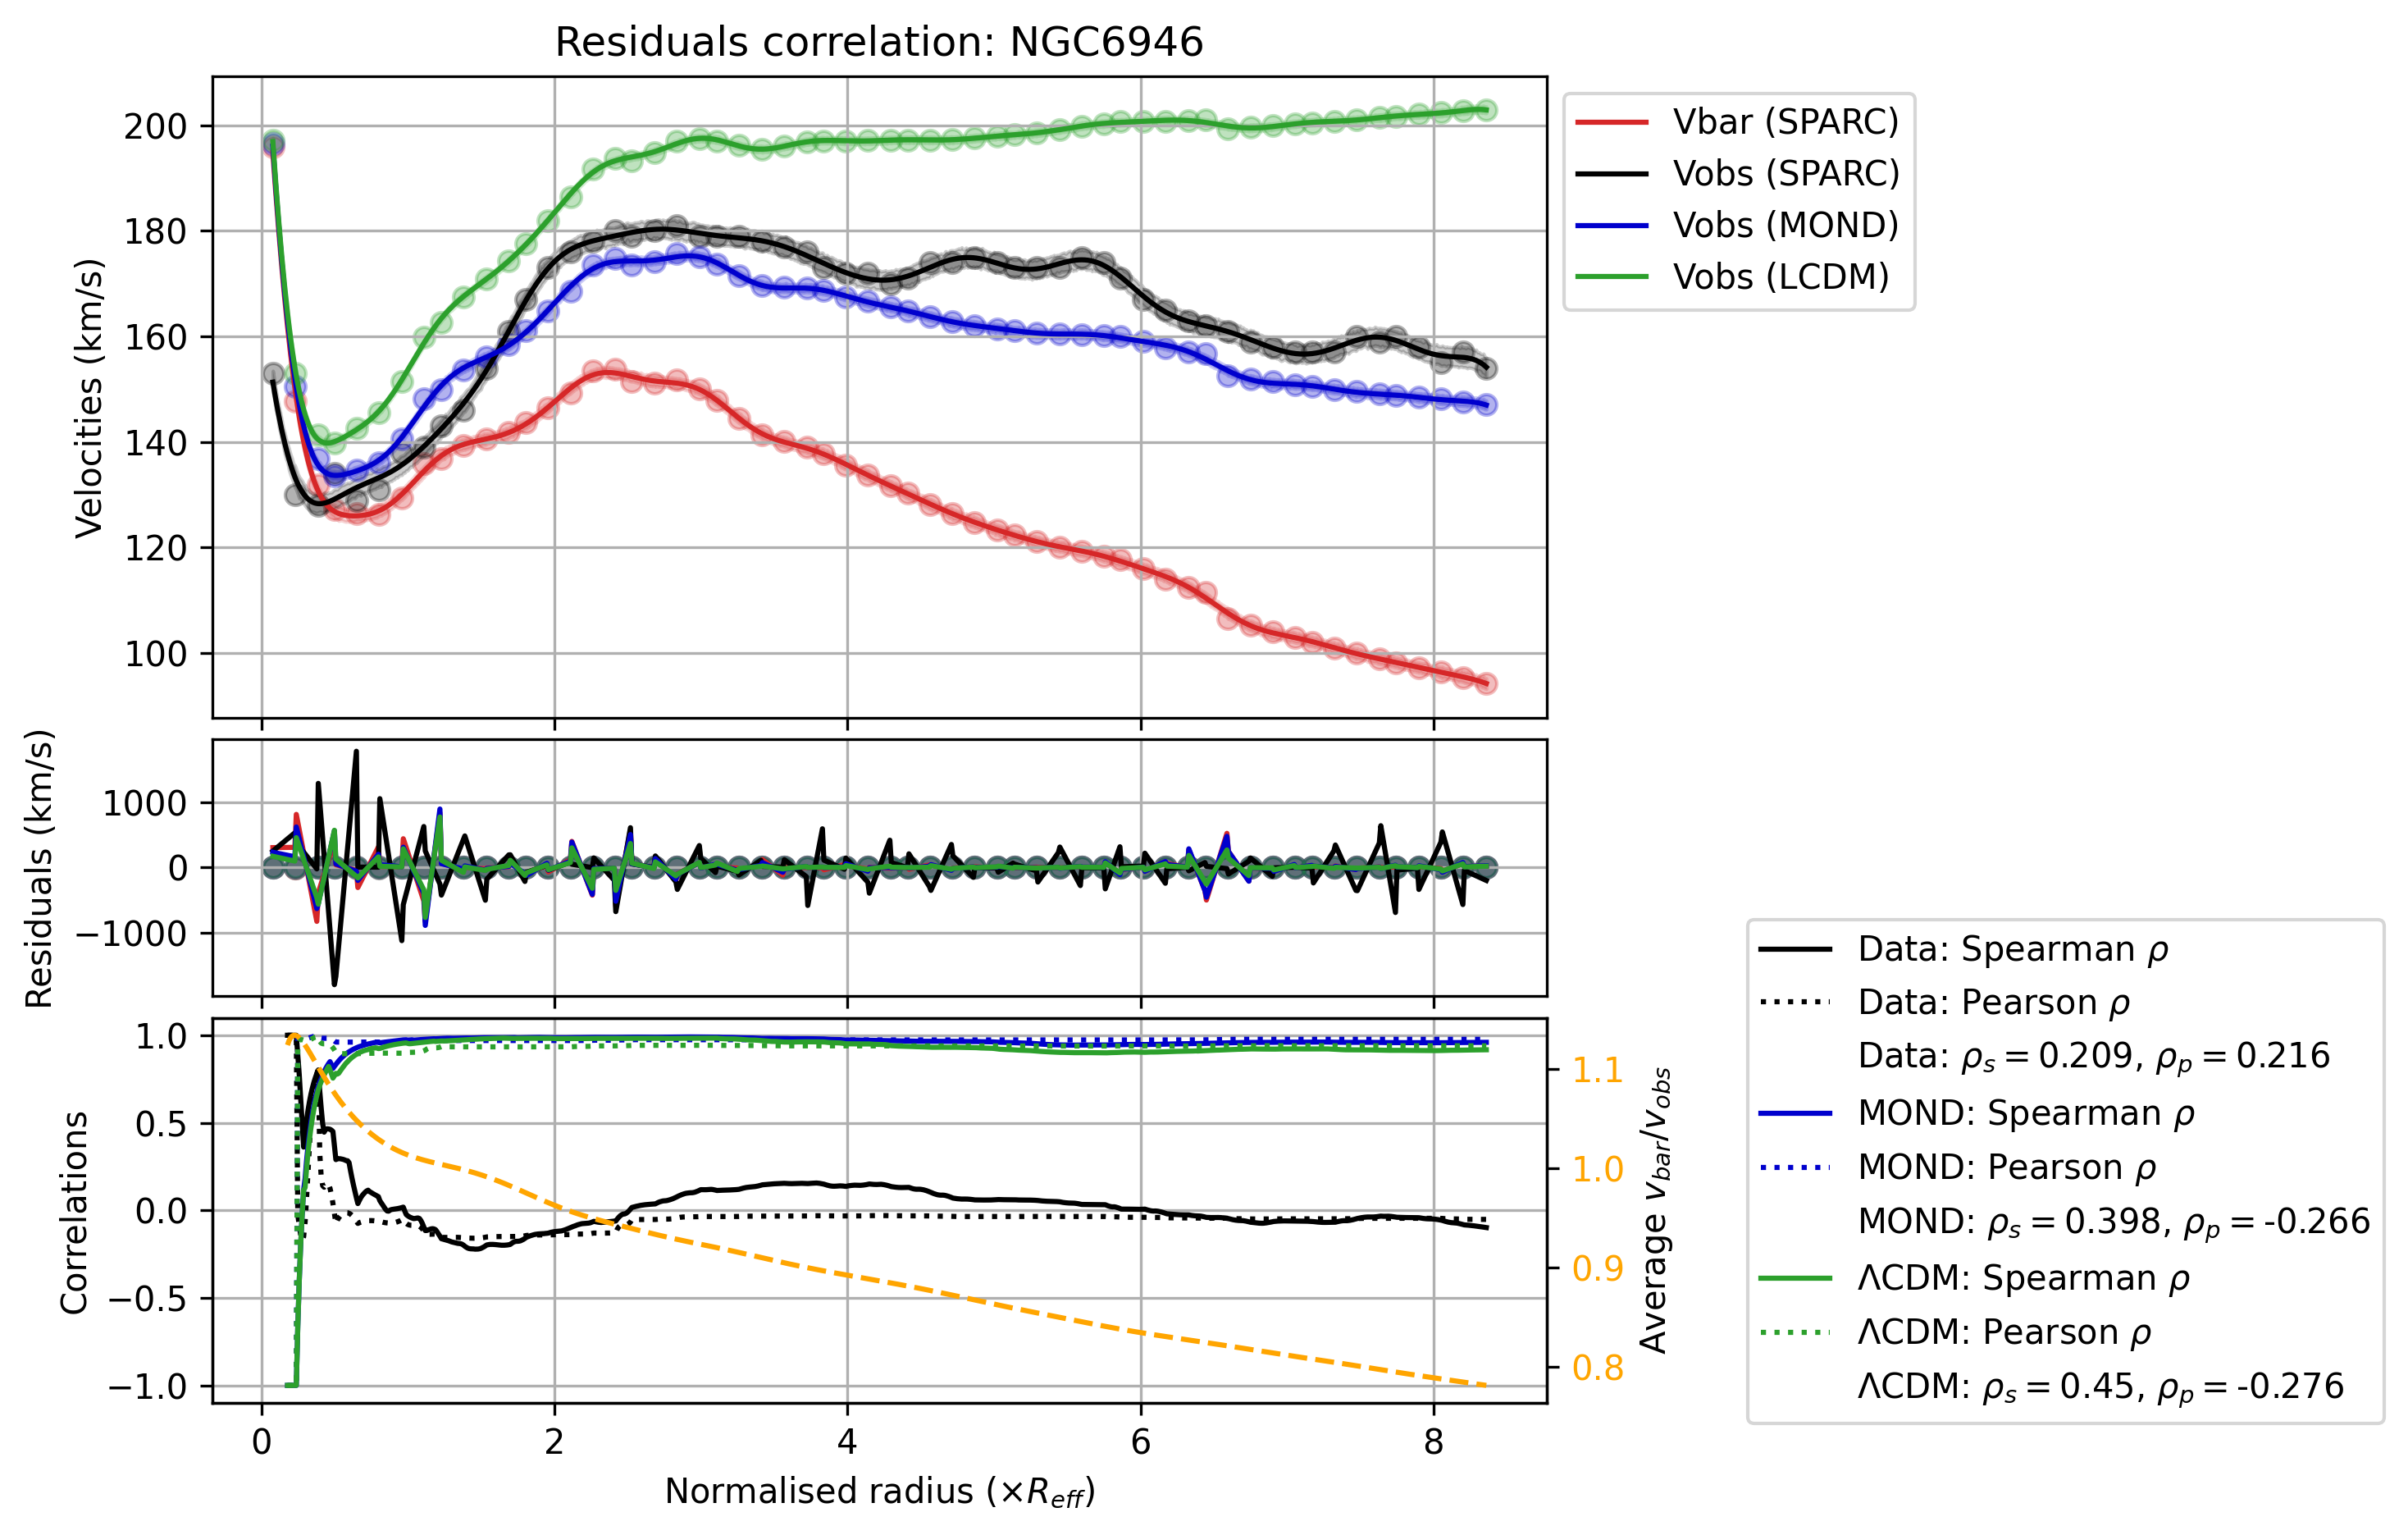 Residuals correlation: NGC6946
200
180
160
140
120
100
Velocities (km/s)
Vbar (SPARC)
Vobs (SPARC)
Vobs (MOND)
Vobs (LCDM)
1000
0
−1000
Residuals (km/s)
1.0
0.5
0.0
−0.5
−1.0
Correlations
1.1
1.0
0.9
0.8
Average v_bar/v_obs
0 2 4 6 8
Normalised radius (×R_eff)
Data: Spearman ρ
Data: Pearson ρ
Data: ρ_s = 0.209, ρ_p = 0.216
MOND: Spearman ρ
MOND: Pearson ρ
MOND: ρ_s = 0.398, ρ_p = -0.266
ΛCDM: Spearman ρ
ΛCDM: Pearson ρ
ΛCDM: ρ_s = 0.45, ρ_p = -0.276